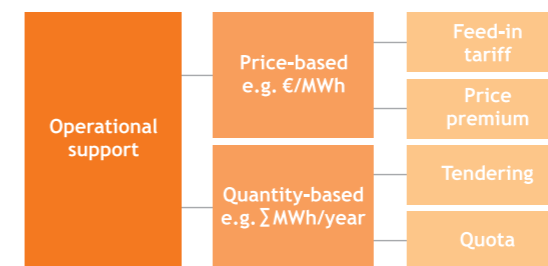 Operational
support
Price-based
e.g. €/MWh
Quantity-based
e.g. ∑MWh/year
Feed-in
tariff
Price
premium
Tendering
Quota